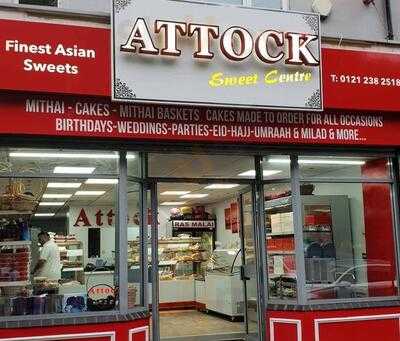 Finest Asian
Sweets
ATTOCK
Sweet Centre
T: 0121 238 2518
MITHAI - CAKES - MITHAI BASKETS CAKES MADE TO ORDER FOR ALL OCCASIONS
BIRTHDAYS-WEDDINGS-PARTIES-EID-HAJJ-UMRAAH & MILAD & MORE...
RAS MALAI